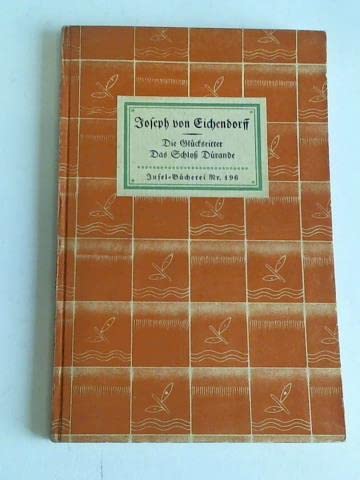 Joseph von Eichendorff
Die Glücksritter
Das Schloß Dürande
Insel-Bücherei Nr. 196